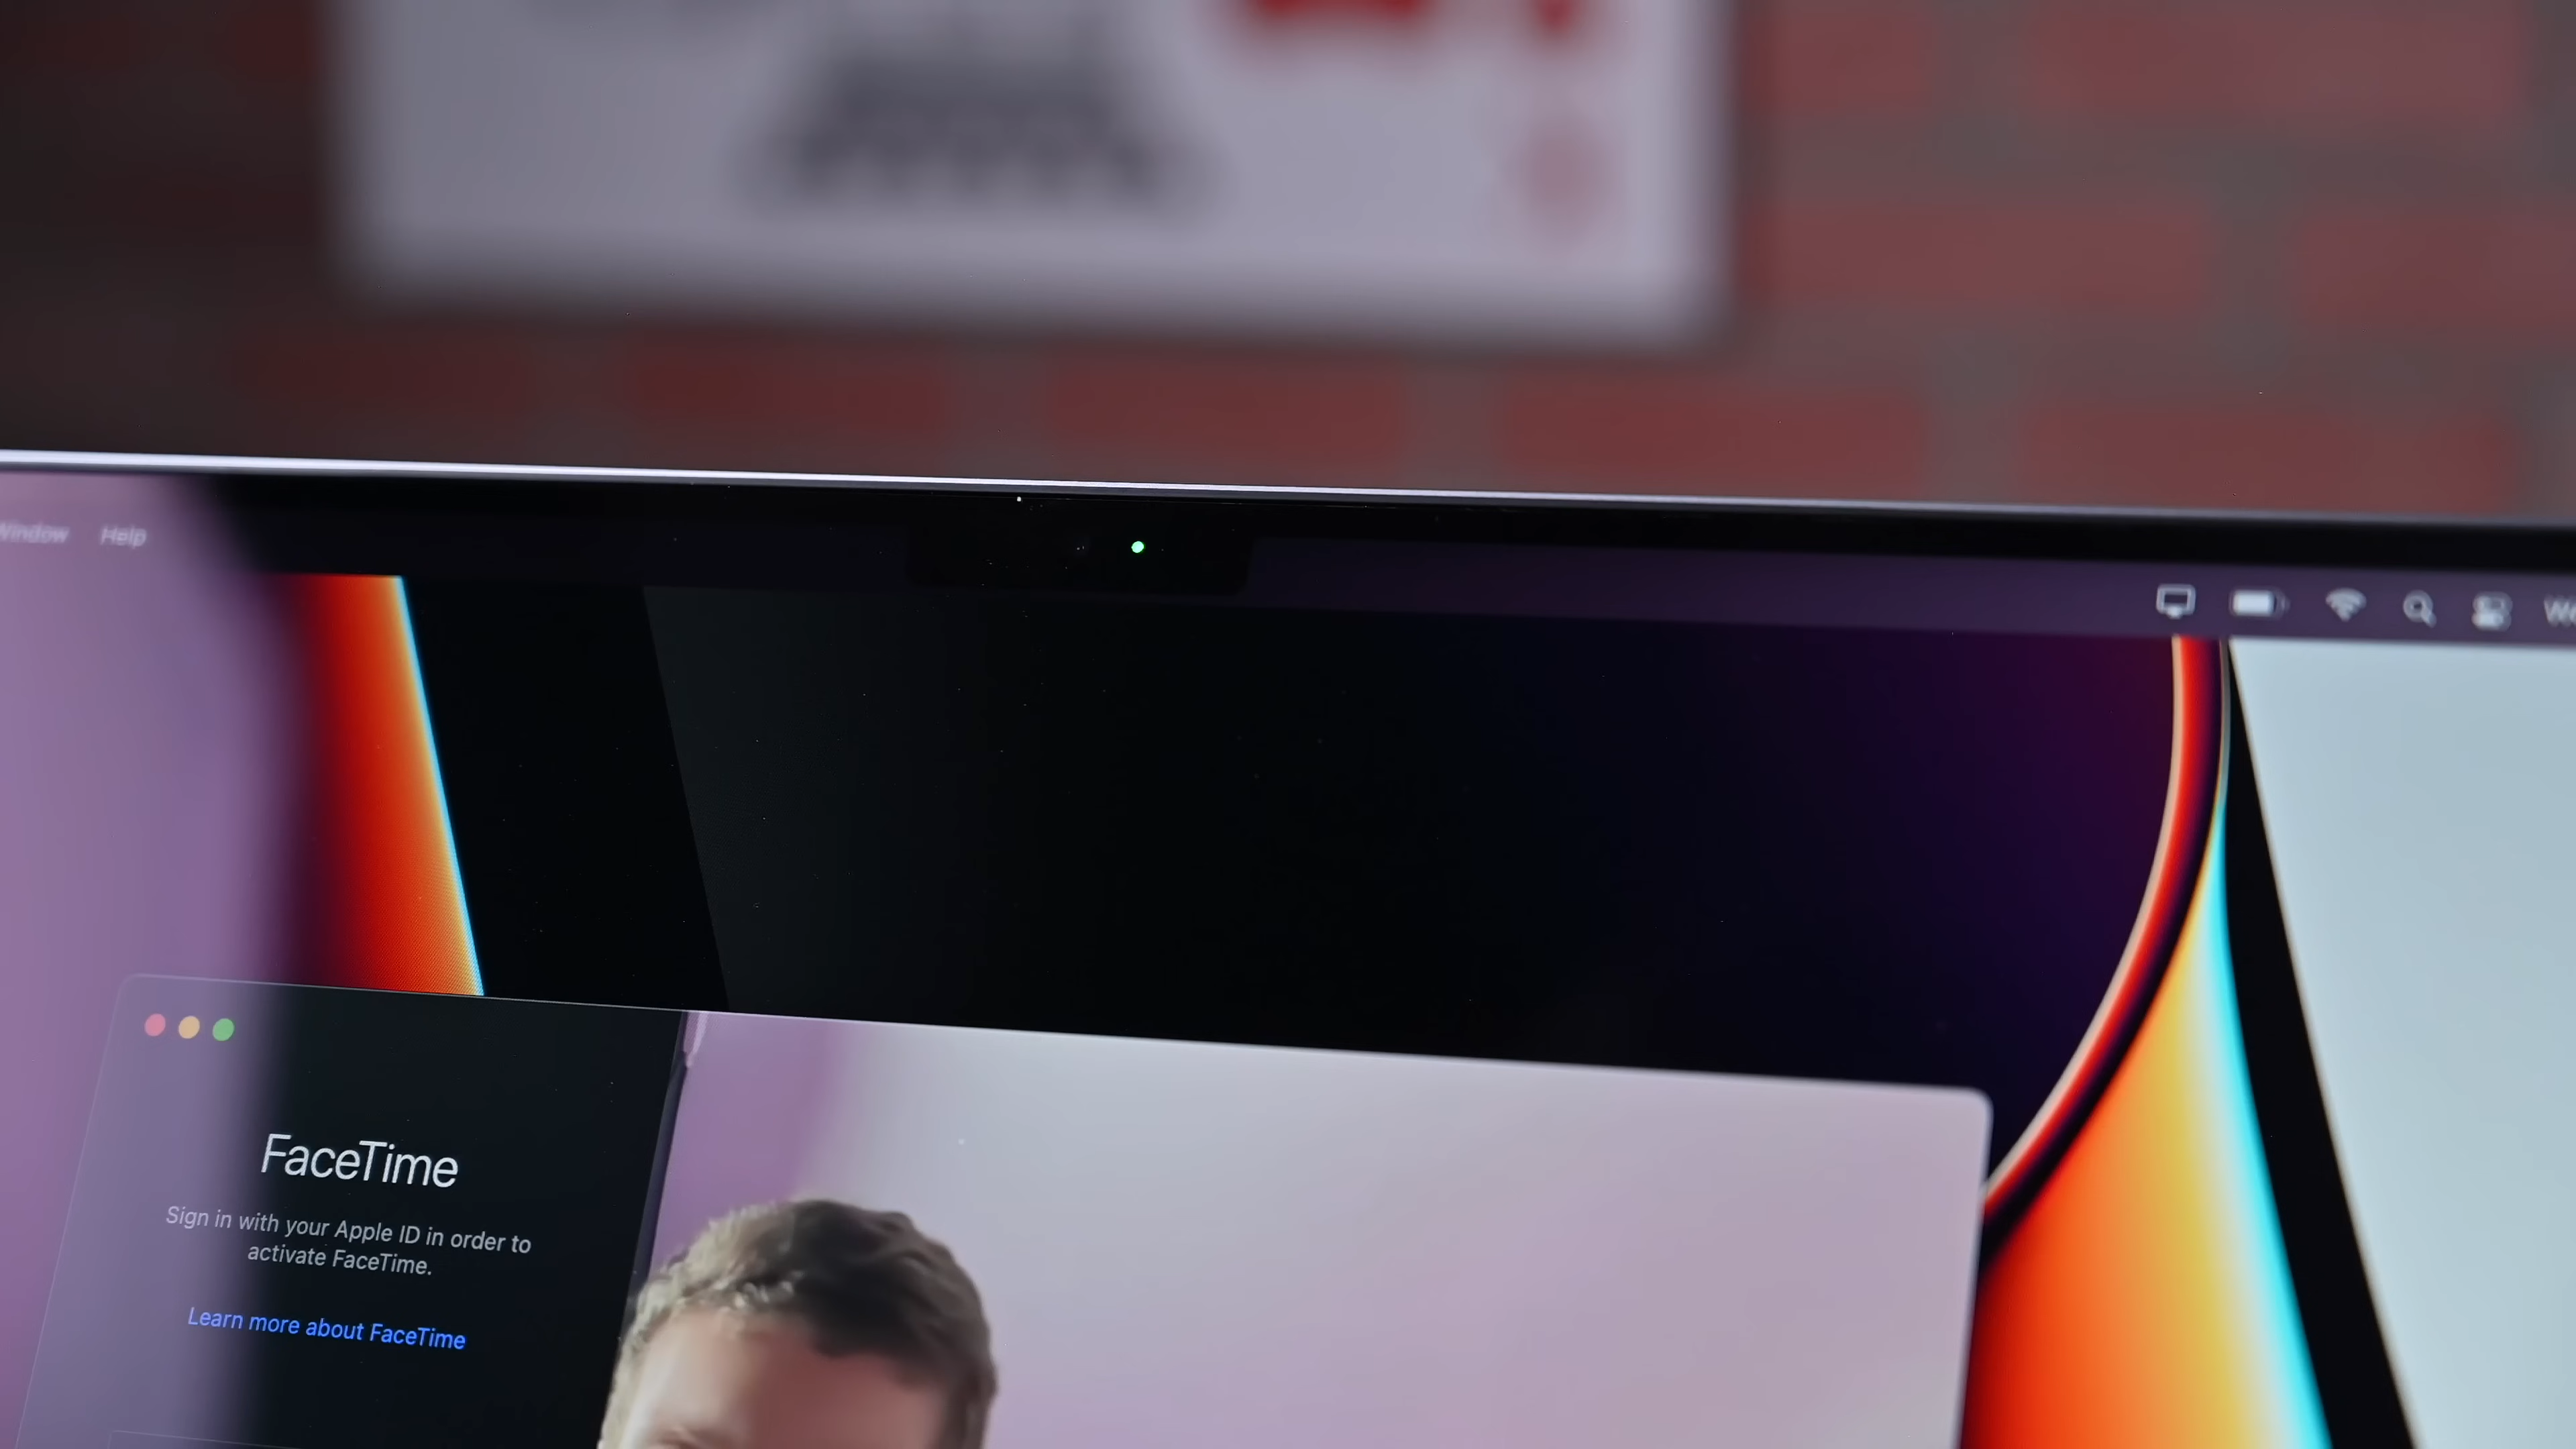 Window Help
FaceTime
Sign in with your Apple ID in order to
activate FaceTime.
Learn more about FaceTime